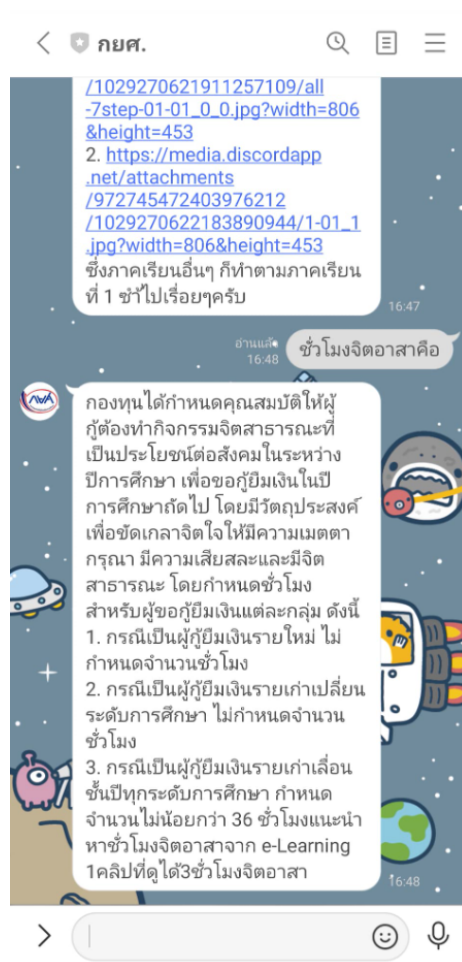 กยศ.
/1029270621911257109/all
-7step-01-01_0_0.jpg?width=806
&height=453
2. https://media.discordapp
.net/attachments
/972745472403976212
/1029270622183890944/1-01_1
.jpg?width=806&height=453
ซึ่งภาคเรียนอื่นๆ ก็ทำตามภาคเรียน
ที่ 1 ซ้ำไปเรื่อยๆครับ
16:47
อ่านแล้ว
16:48
ชั่วโมงจิตอาสาคือ
กองทุนได้กำหนดคุณสมบัติให้ผู้
กู้ต้องทำกิจกรรมจิตสาธารณะที่
เป็นประโยชน์ต่อสังคมในระหว่าง
ปีการศึกษา เพื่อขอกู้ยืมเงินในปี
การศึกษาถัดไป โดยมีวัตถุประสงค์
เพื่อขัดเกลาจิตใจให้มีความเมตตา
กรุณา มีความเสียสละและมีจิต
สาธารณะ โดยกำหนดชั่วโมง
สำหรับผู้ขอกู้ยืมเงินแต่ละกลุ่ม ดังนี้
1. กรณีเป็นผู้กู้ยืมเงินรายใหม่ ไม่
กำหนดจำนวนชั่วโมง
2. กรณีเป็นผู้กู้ยืมเงินรายเก่าเปลี่ยน
ระดับการศึกษา ไม่กำหนดจำนวน
ชั่วโมง
3. กรณีเป็นผู้กู้ยืมเงินรายเก่าเลื่อน
ชั้นปีทุกระดับการศึกษา กำหนด
จำนวนไม่น้อยกว่า 36 ชั่วโมงแนะนำ
หาชั่วโมงจิตอาสาจาก e-Learning
1คลิปที่ดูได้3ชั่วโมงจิตอาสา
16:48